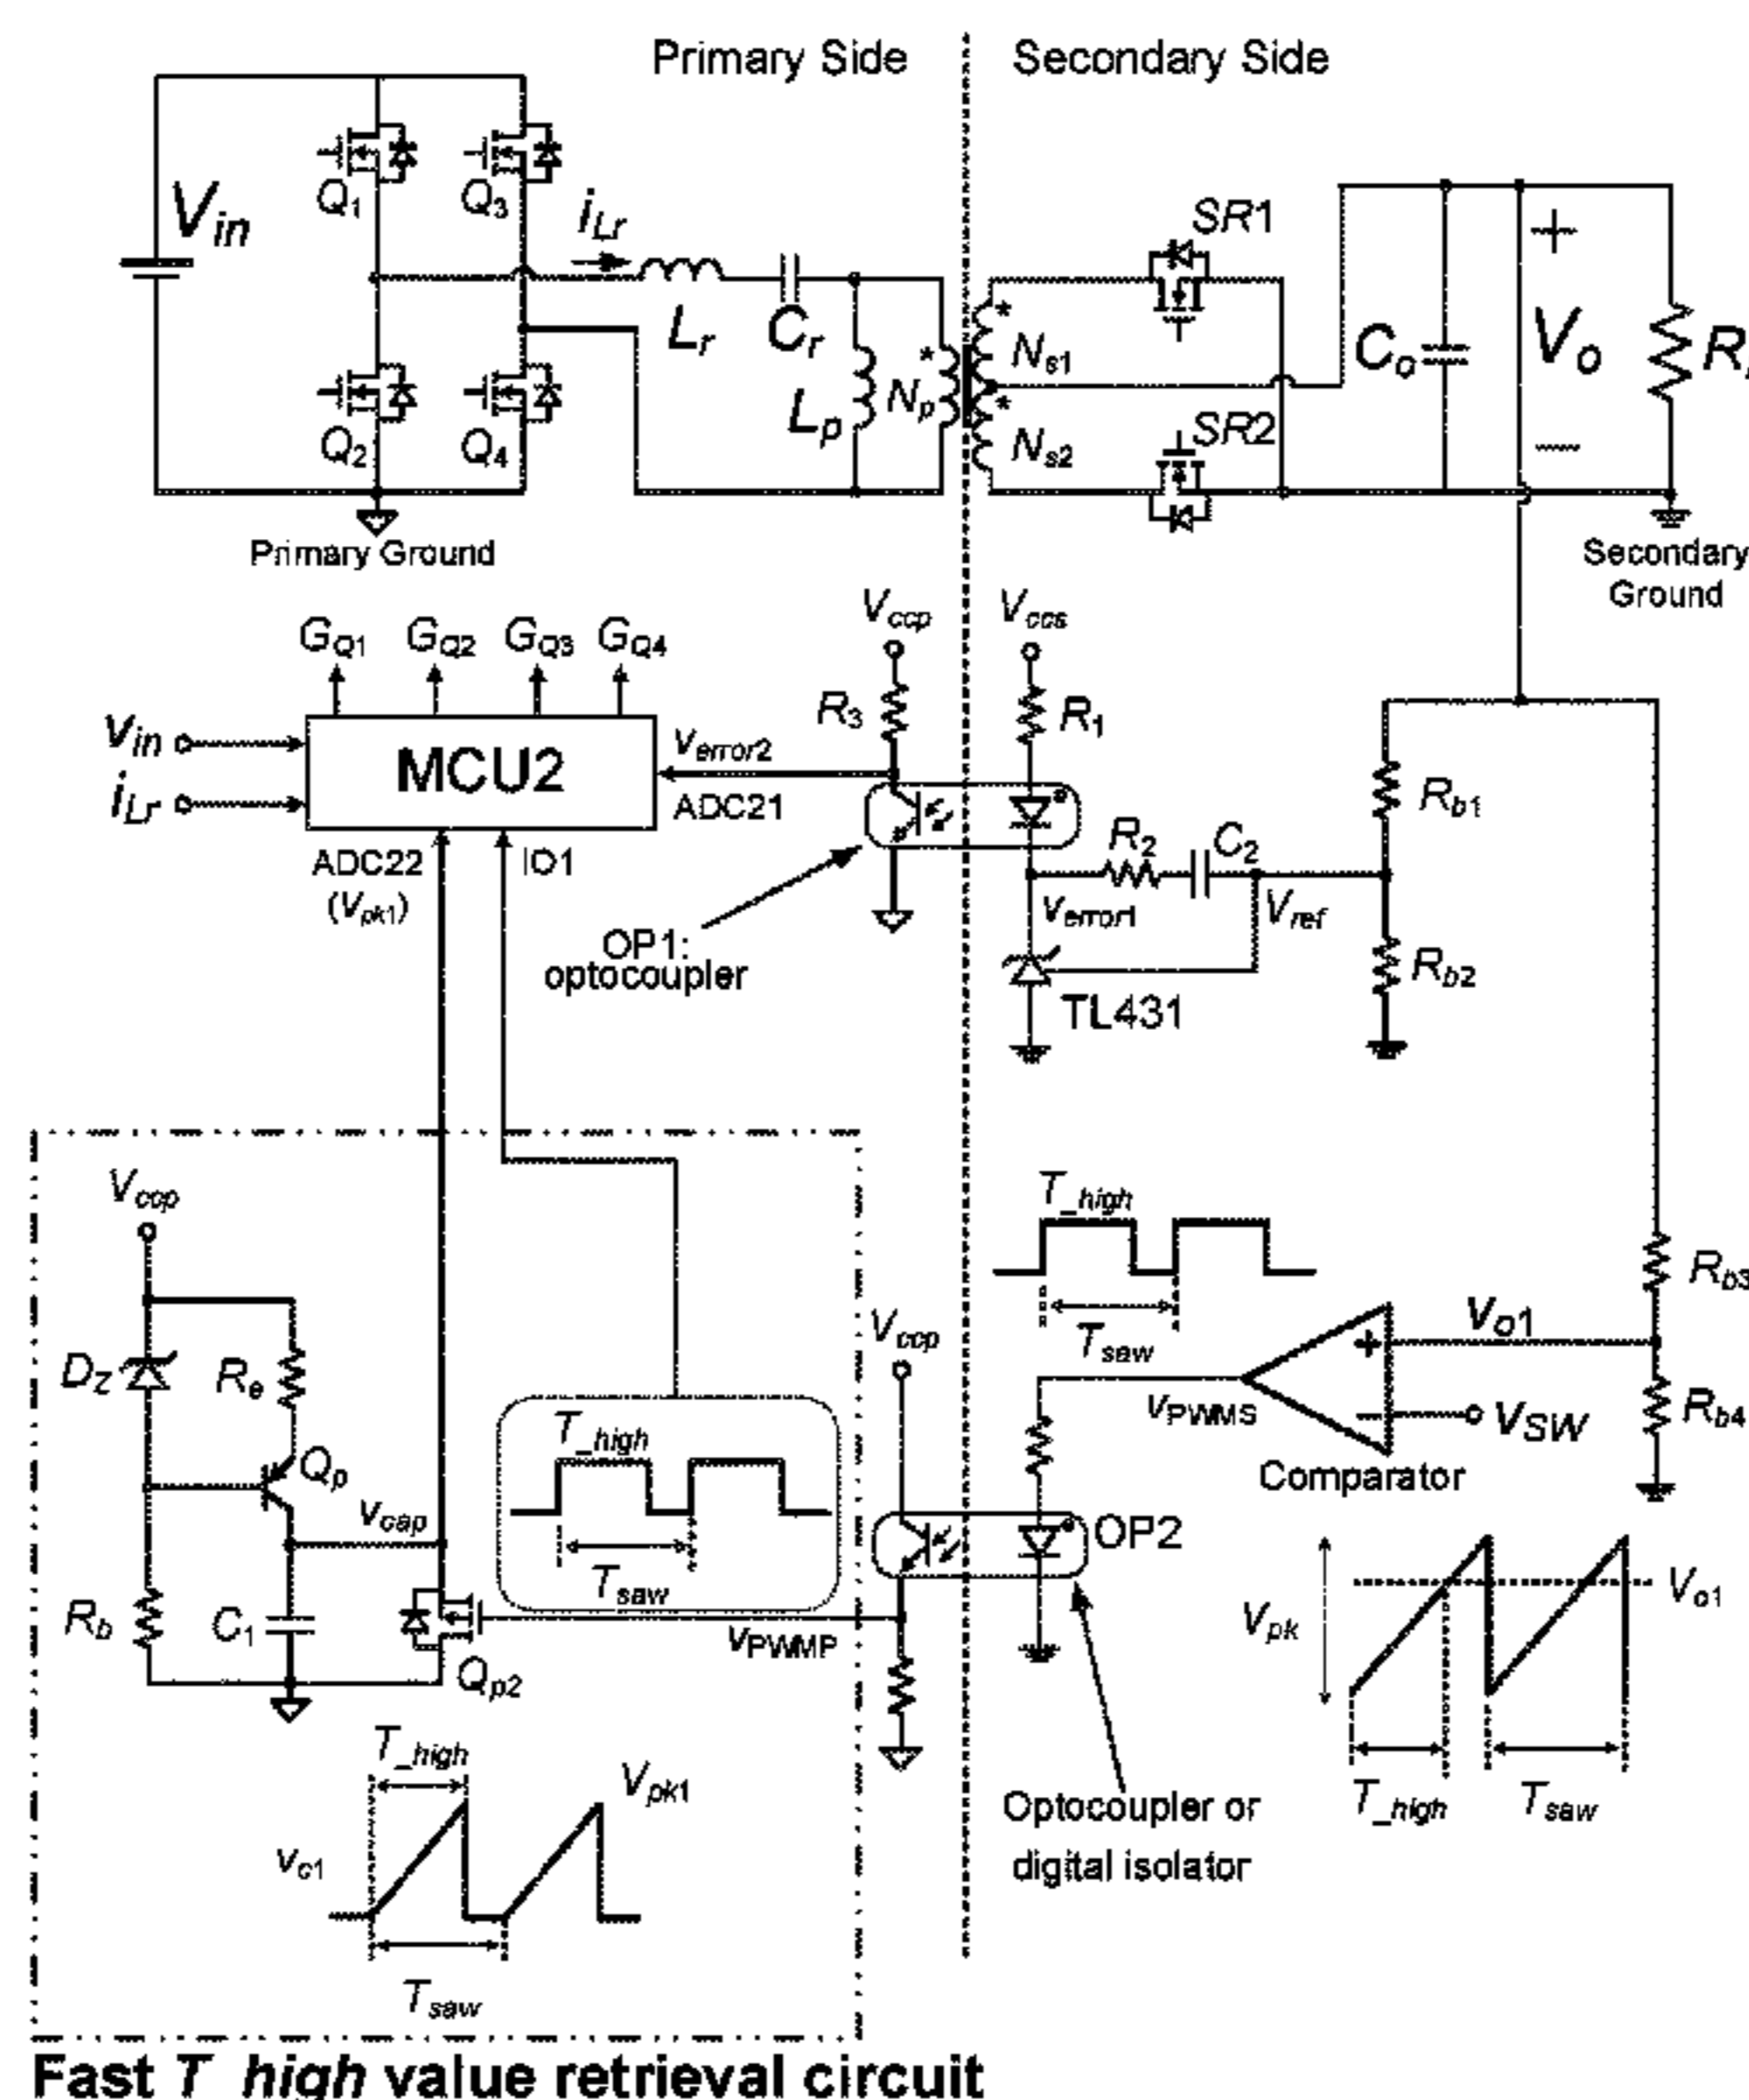 Primary Side
Secondary Side
Vin
Q1
Q3
iLr
Lr
Cr
Lp
Np
Q2
Q4
Primary Ground
SR1
Ns1
Ns2
SR2
Co
Vo
+
−
Secondary
Ground
GQ1 GQ2 GQ3 GQ4
vin
iLr
MCU2
verror2
ADC21
ADC22
(Vpk1)
IO1
Vccp
R3
Vccs
R1
OP1:
optocoupler
R2
C2
verror1
Vref
TL431
Rb1
Rb2
Vccp
DZ
Re
Qp
vcap
Rb
C1
Qp2
T_high
Tsaw
vPWMP
T_high
Vpk1
vc1
Tsaw
Vccp
T_high
Tsaw
vPWMS
Comparator
+
−
vo1
vSW
Rb3
Rb4
OP2
Optocoupler or
digital isolator
Vpk
Vo1
T_high
Tsaw
Fast T_high value retrieval circuit